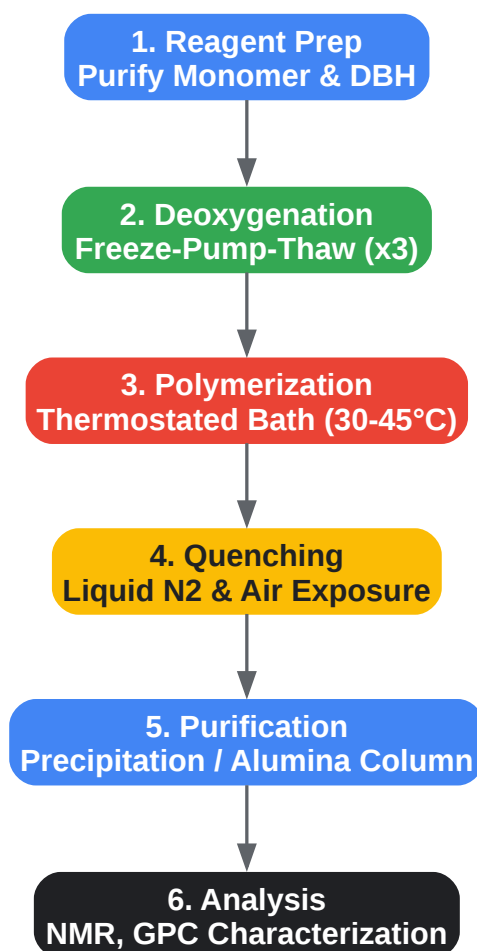 1. Reagent Prep
Purify Monomer & DBH
2. Deoxygenation
Freeze-Pump-Thaw (x3)
3. Polymerization
Thermostated Bath (30-45°C)
4. Quenching
Liquid N2 & Air Exposure
5. Purification
Precipitation / Alumina Column
6. Analysis
NMR, GPC Characterization